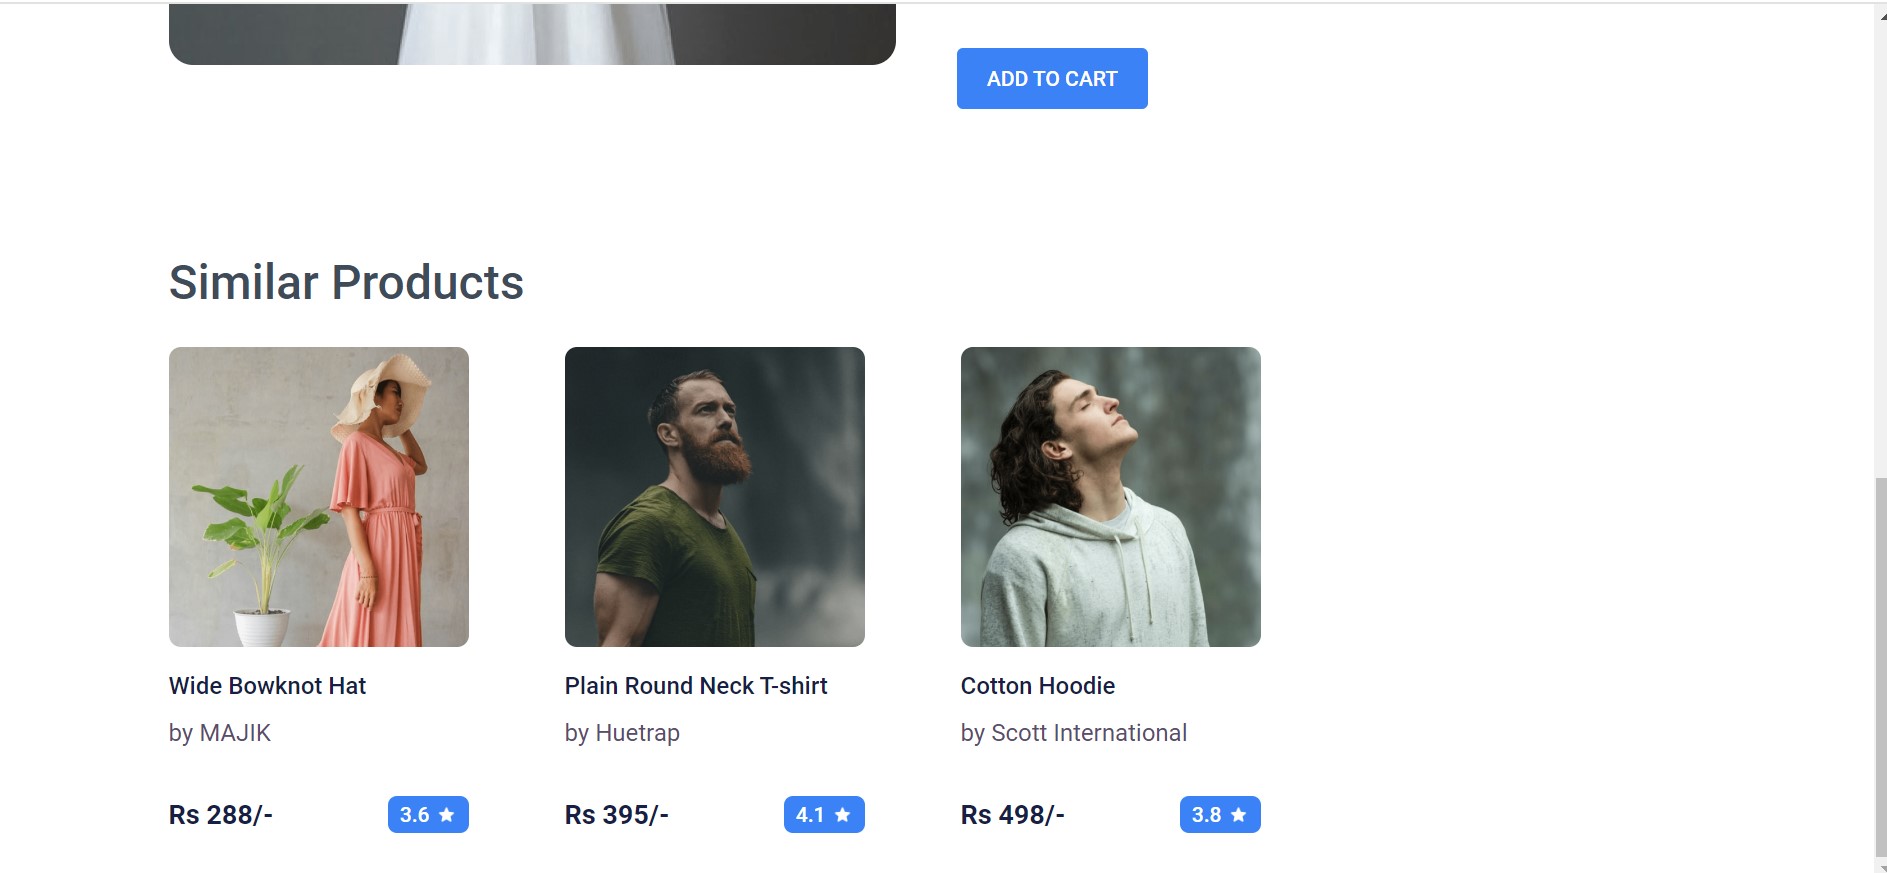 ADD TO CART
Similar Products
Wide Bowknot Hat
by MAJIK
Rs 288/-
3.6
Plain Round Neck T-shirt
by Huetrap
Rs 395/-
4.1
Cotton Hoodie
by Scott International
Rs 498/-
3.8